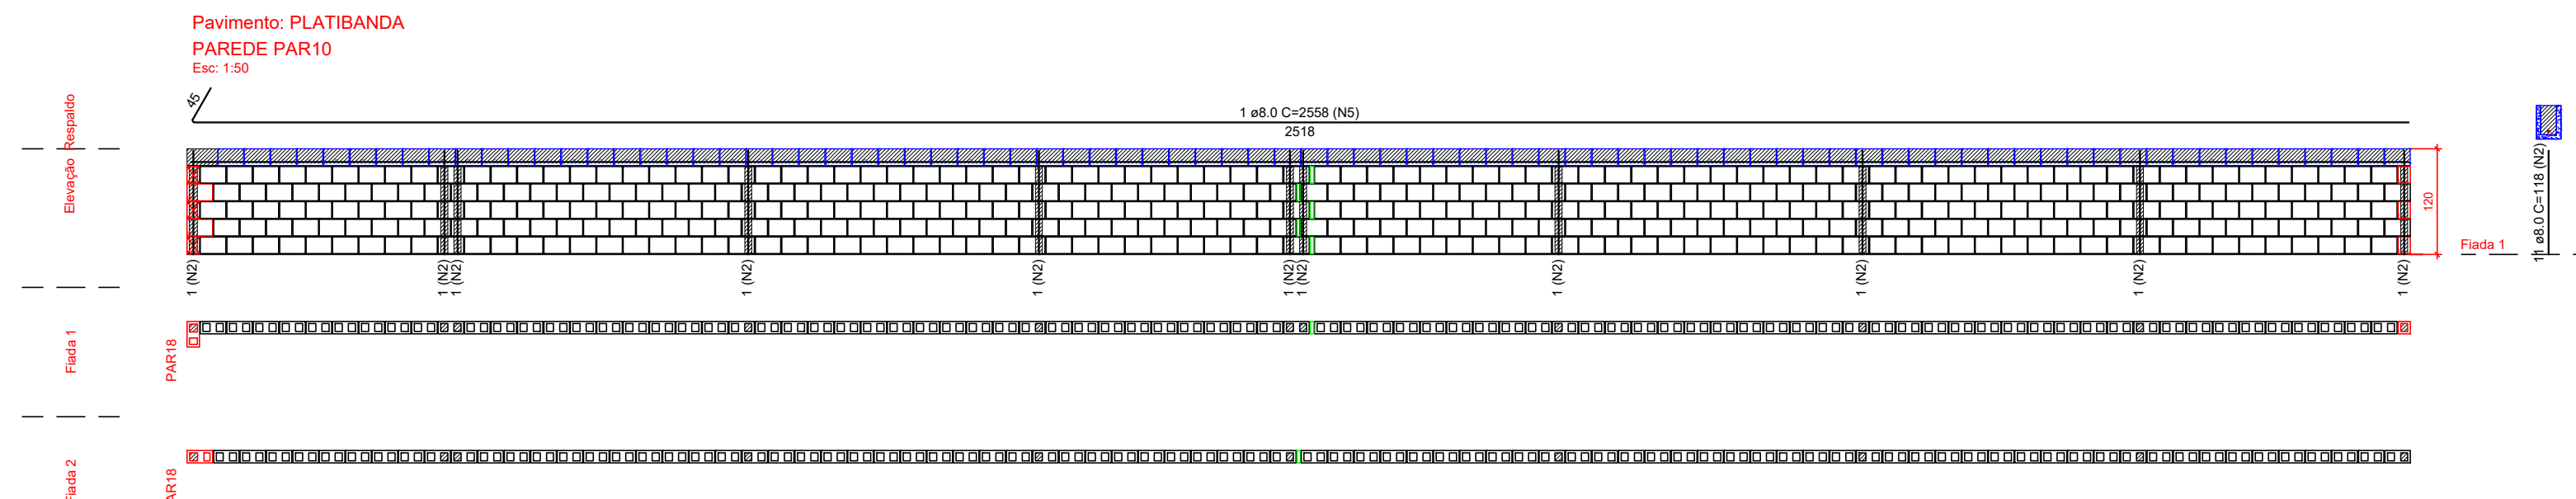 Pavimento: PLATIBANDA
PAREDE PAR10
Esc: 1:50
45
1 ø8.0 C=2558 (N5)
2518
Respaldo
Elevação
120
Fiada 1
11 ø8.0 C=118 (N2)
1 (N2)
1 (N2)
1 (N2)
1 (N2)
1 (N2)
1 (N2)
1 (N2)
1 (N2)
1 (N2)
1 (N2)
1 (N2)
Fiada 1
PAR18
Fiada 2
PAR18